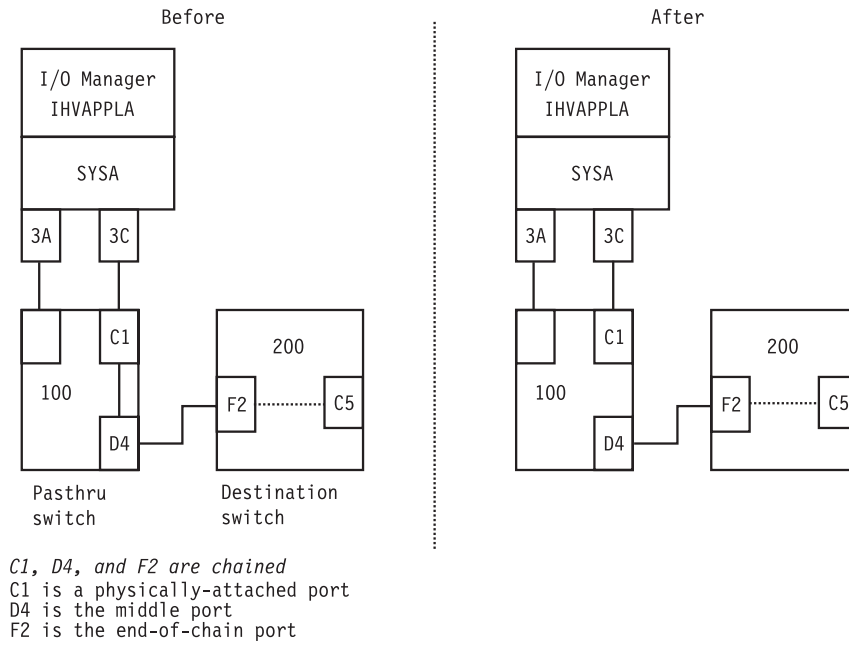 Before
I/O Manager
IHVAPPLA
SYSA
3A
3C
C1
100
D4
200
F2
C5
Pasthru
switch
Destination
switch
C1, D4, and F2 are chained
C1 is a physically-attached port
D4 is the middle port
F2 is the end-of-chain port
After
I/O Manager
IHVAPPLA
SYSA
3A
3C
C1
100
D4
200
F2
C5